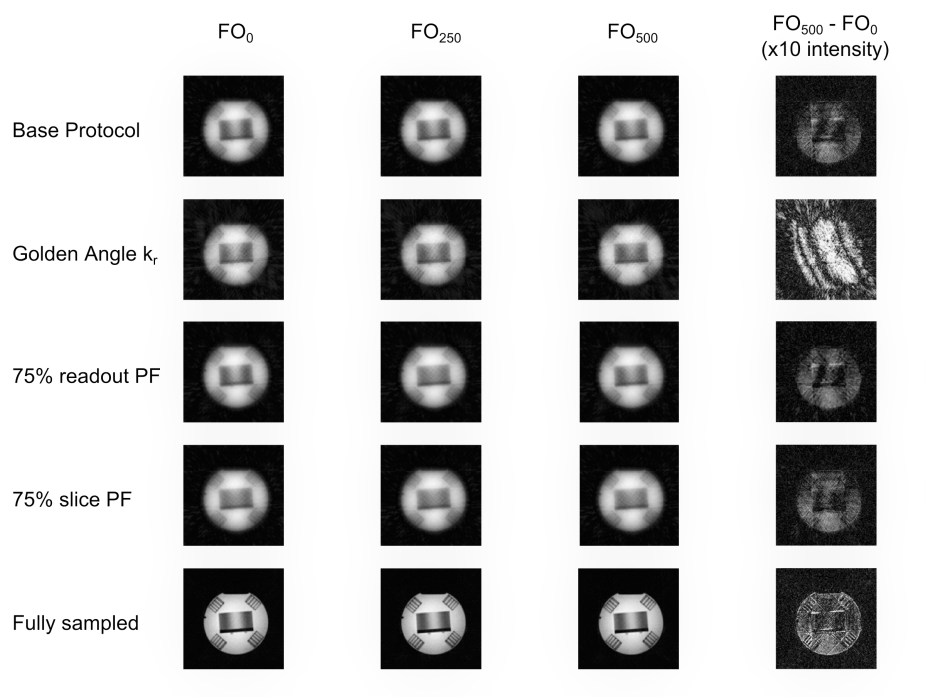 FO0 FO250 FO500 FO500 - FO0
(x10 intensity)
Base Protocol
Golden Angle kr
75% readout PF
75% slice PF
Fully sampled